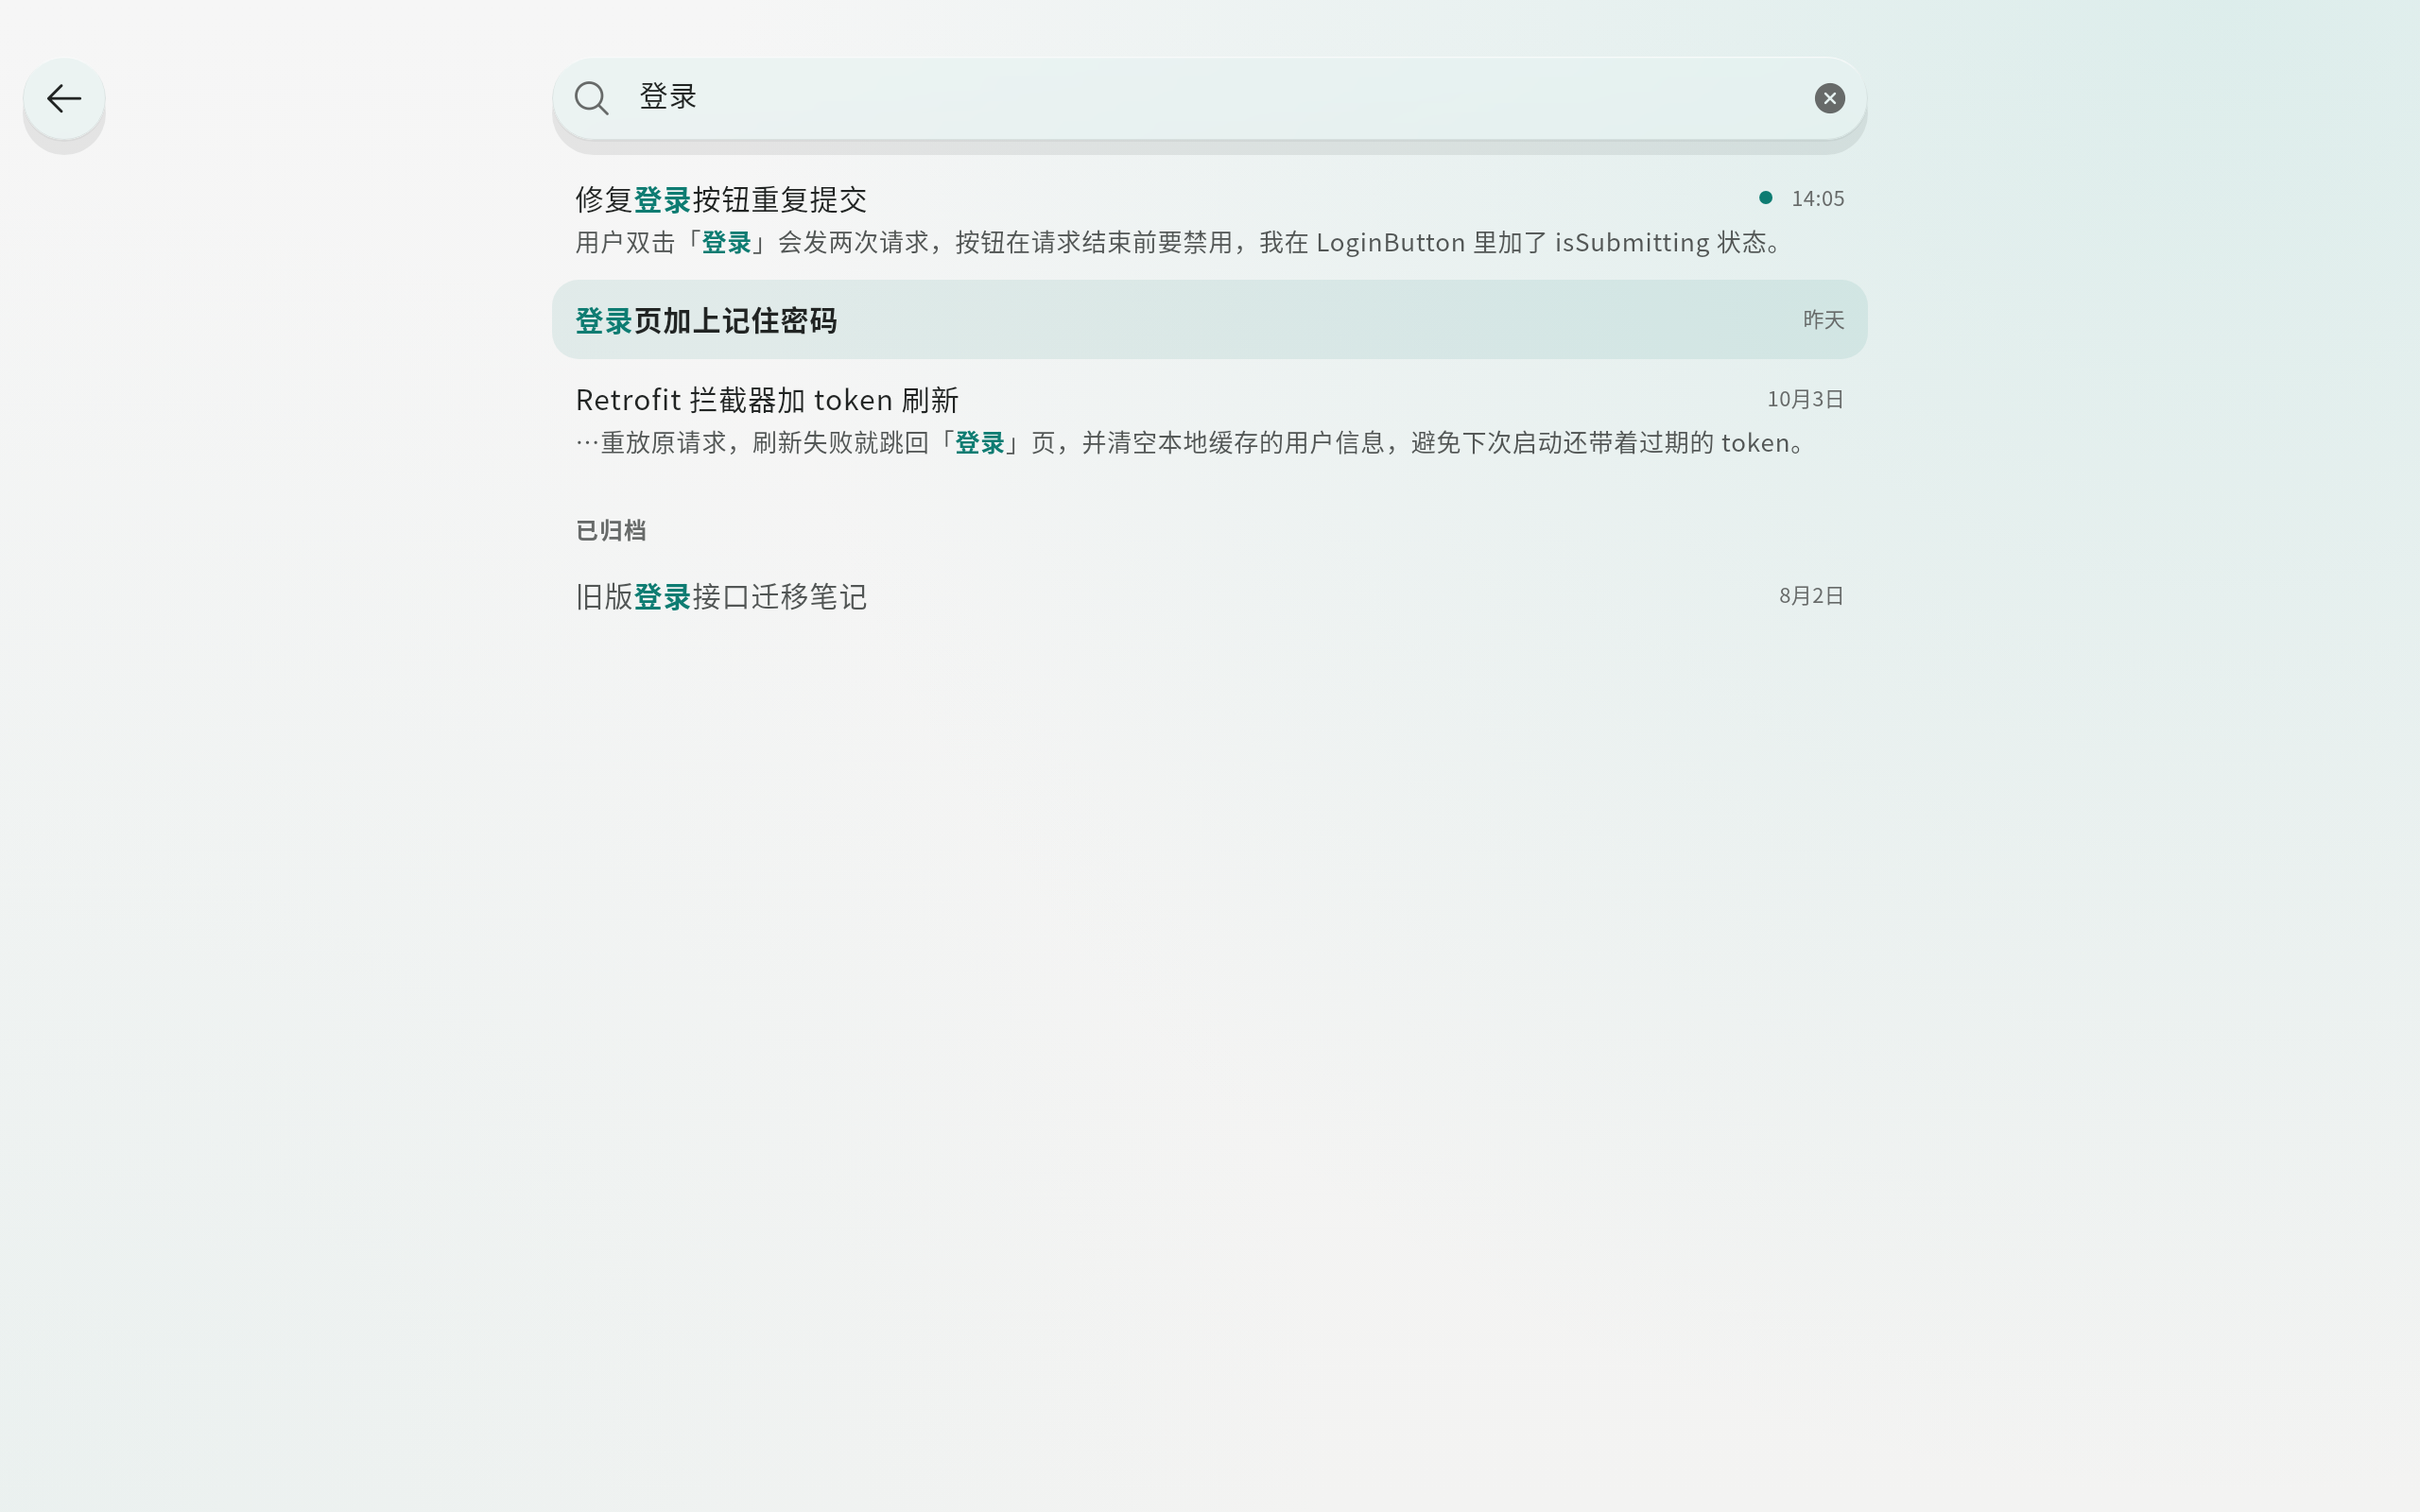 登录
修复登录按钮重复提交
14:05
用户双击「登录」会发两次请求，按钮在请求结束前要禁用，我在 LoginButton 里加了 isSubmitting 状态。
登录页加上记住密码
昨天
Retrofit 拦截器加 token 刷新
10月3日
…重放原请求，刷新失败就跳回「登录」页，并清空本地缓存的用户信息，避免下次启动还带着过期的 token。
已归档
旧版登录接口迁移笔记
8月2日